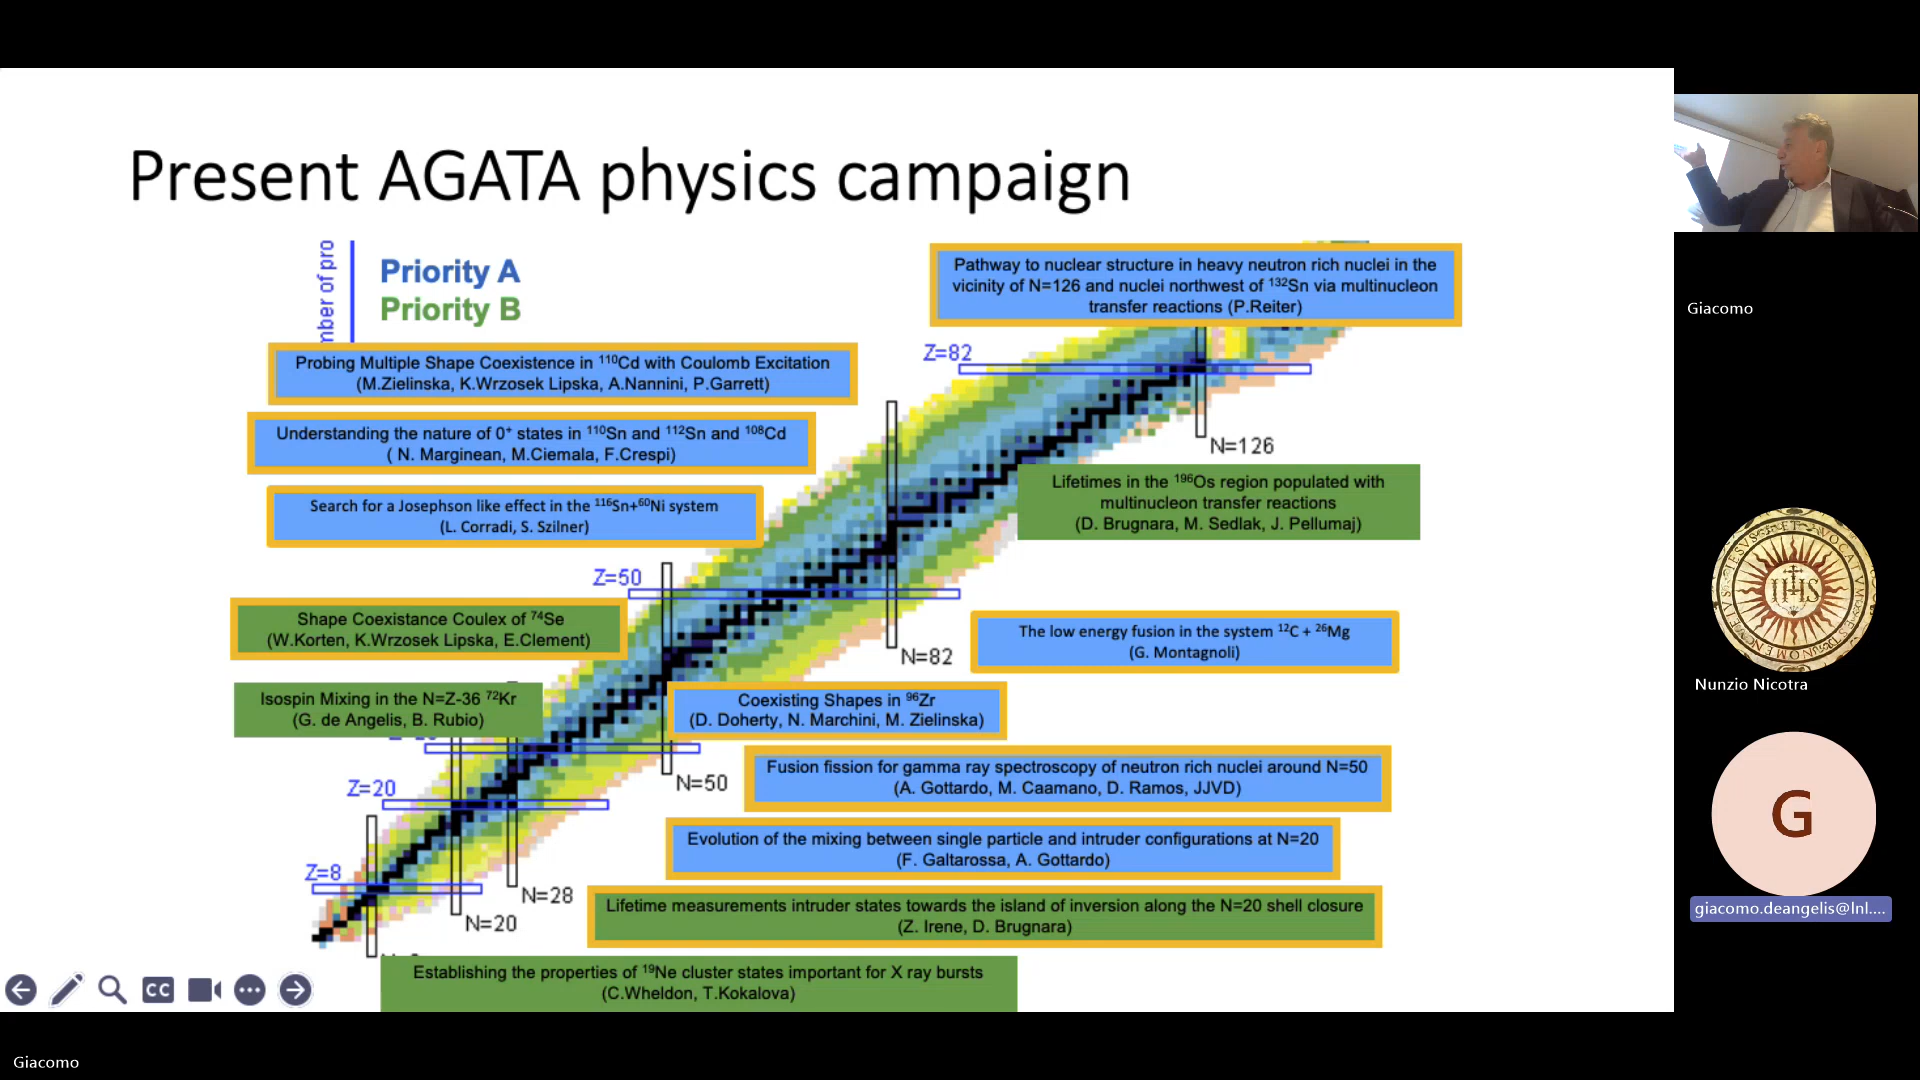 Present AGATA physics campaign
mber of pro
Priority A
Priority B
Pathway to nuclear structure in heavy neutron rich nuclei in the
vicinity of N=126 and nuclei northwest of ¹³²Sn via multinucleon
transfer reactions (P.Reiter)
Z=82
Probing Multiple Shape Coexistence in ¹¹⁰Cd with Coulomb Excitation
(M.Zielinska, K.Wrzosek Lipska, A.Nannini, P.Garrett)
Understanding the nature of 0⁺ states in ¹¹⁰Sn and ¹¹²Sn and ¹⁰⁸Cd
( N. Marginean, M.Ciemala, F.Crespi)
N=126
Search for a Josephson like effect in the ¹¹⁶Sn+⁶⁰Ni system
(L. Corradi, S. Szilner)
Lifetimes in the ¹⁹⁶Os region populated with
multinucleon transfer reactions
(D. Brugnara, M. Sedlak, J. Pellumaj)
Z=50
Shape Coexistance Coulex of ⁷⁴Se
(W.Korten, K.Wrzosek Lipska, E.Clement)
The low energy fusion in the system ¹²C + ²⁶Mg
(G. Montagnoli)
N=82
Isospin Mixing in the N=Z-36 ⁷²Kr
(G. de Angelis, B. Rubio)
Coexisting Shapes in ⁹⁶Zr
(D. Doherty, N. Marchini, M. Zielinska)
N=50
Fusion fission for gamma ray spectroscopy of neutron rich nuclei around N=50
(A. Gottardo, M. Caamano, D. Ramos, JJVD)
Z=20
Evolution of the mixing between single particle and intruder configurations at N=20
(F. Galtarossa, A. Gottardo)
Z=8
N=28
N=20
Lifetime measurements intruder states towards the island of inversion along the N=20 shell closure
(Z. Irene, D. Brugnara)
Establishing the properties of ¹⁹Ne cluster states important for X ray bursts
(C.Wheldon, T.Kokalova)
CC
Giacomo
Giacomo
IHS
Nunzio Nicotra
G
giacomo.deangelis@lnl....